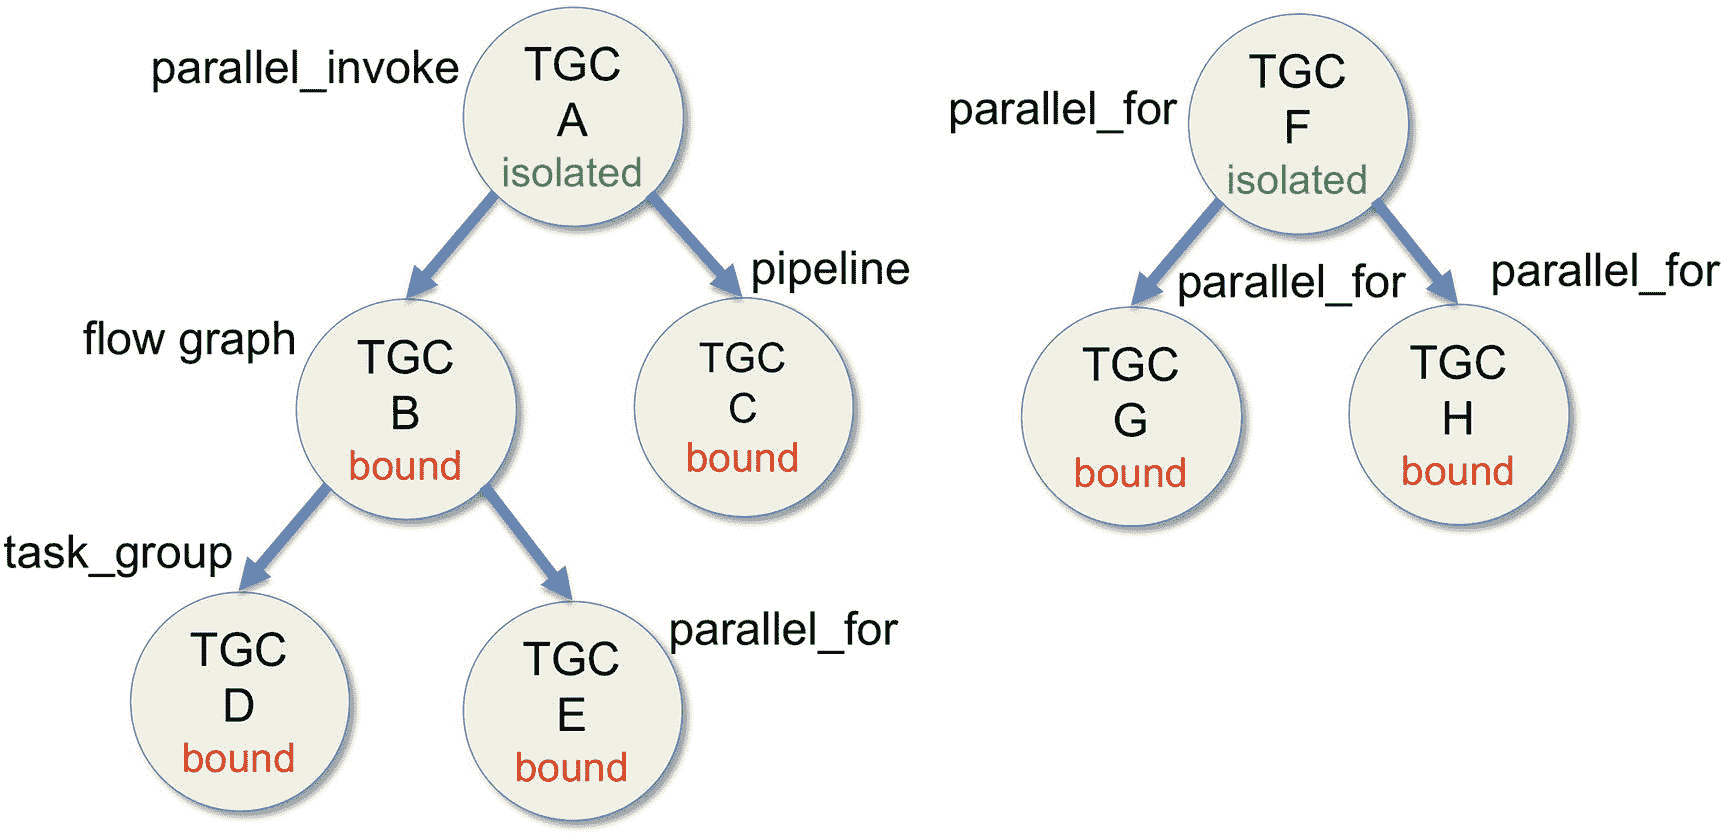 parallel_invoke
TGC
A
isolated
flow graph
TGC
B
bound
pipeline
TGC
C
bound
task_group
TGC
D
bound
parallel_for
TGC
E
bound
parallel_for
TGC
F
isolated
parallel_for
TGC
G
bound
parallel_for
TGC
H
bound